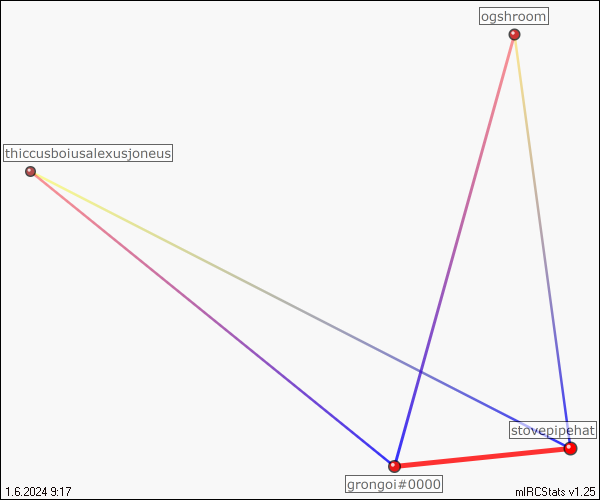 ogshroom
thiccusboiusalexusjoneus
stovepipehat
grongoi#0000
1.6.2024 9:17
mIRCStats v1.25